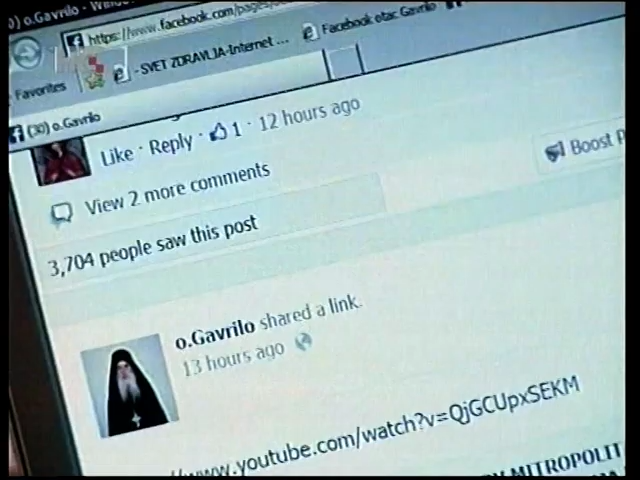 o.Gavrilo - Wind
https://www.facebook.com/pages/
Favorites
- SVET ZDRAVLJA-Internet ...
Facebook otac Gavrilo
(30) o.Gavrilo
Like · Reply · 1 · 12 hours ago
View 2 more comments
Boost P
3,704 people saw this post
o.Gavrilo shared a link.
13 hours ago
//www.youtube.com/watch?v=QjGCUpxSEKM
MITROPOLIT